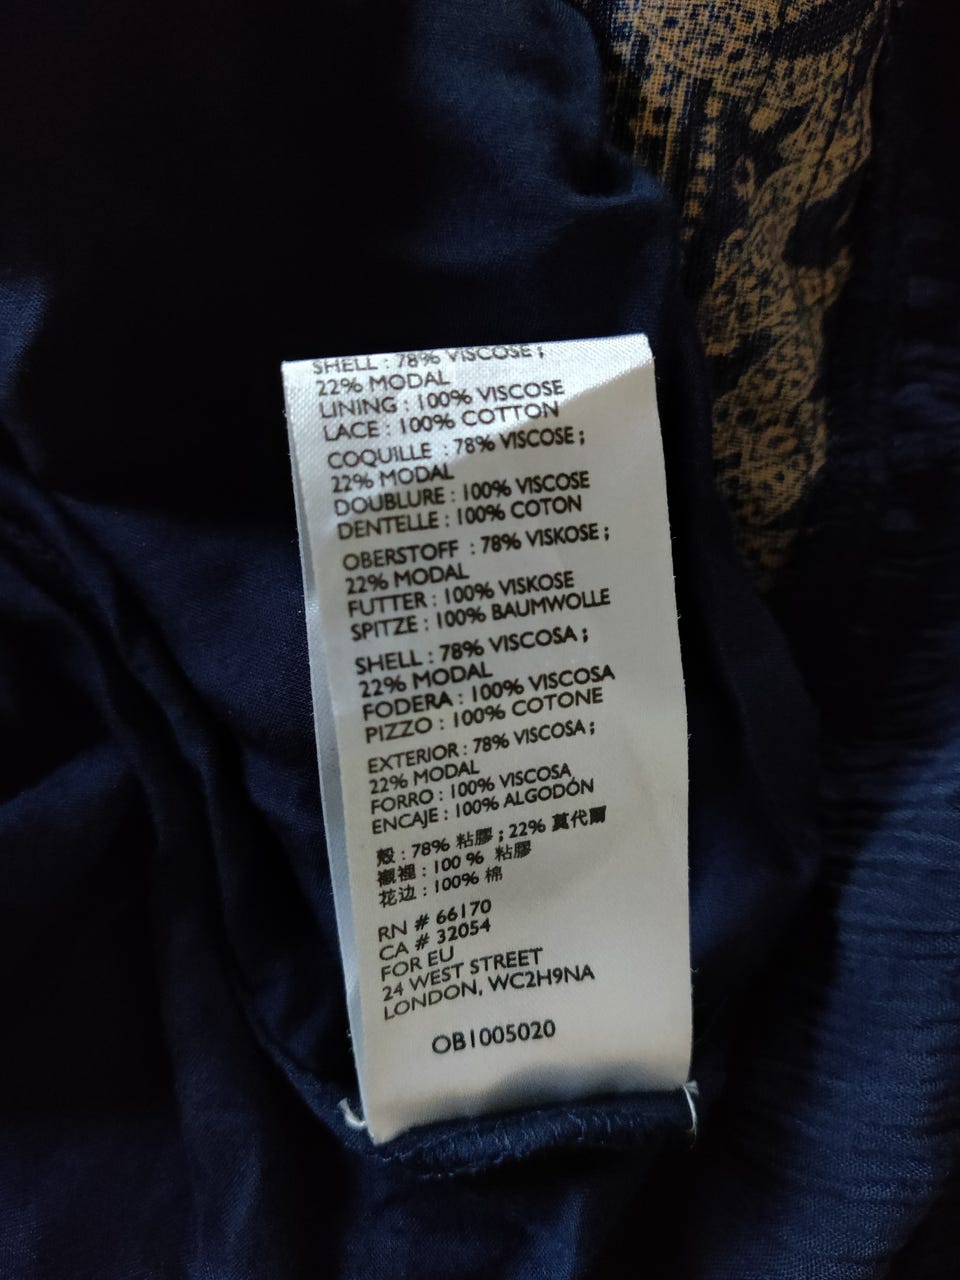 SHELL : 78% VISCOSE ;
22% MODAL
LINING : 100% VISCOSE
LACE : 100% COTTON
COQUILLE : 78% VISCOSE ;
22% MODAL
DOUBLURE : 100% VISCOSE
DENTELLE : 100% COTON
OBERSTOFF : 78% VISKOSE ;
22% MODAL
FUTTER : 100% VISKOSE
SPITZE : 100% BAUMWOLLE
SHELL : 78% VISCOSA ;
22% MODAL
FODERA : 100% VISCOSA
PIZZO : 100% COTONE
EXTERIOR : 78% VISCOSA ;
22% MODAL
FORRO : 100% VISCOSA
ENCAJE : 100% ALGODÓN
殼 : 78% 粘膠 ; 22% 莫代爾
襯裡 : 100 % 粘膠
花边 : 100% 棉
RN # 66170
CA # 32054
FOR EU
24 WEST STREET
LONDON, WC2H9NA
OB1005020